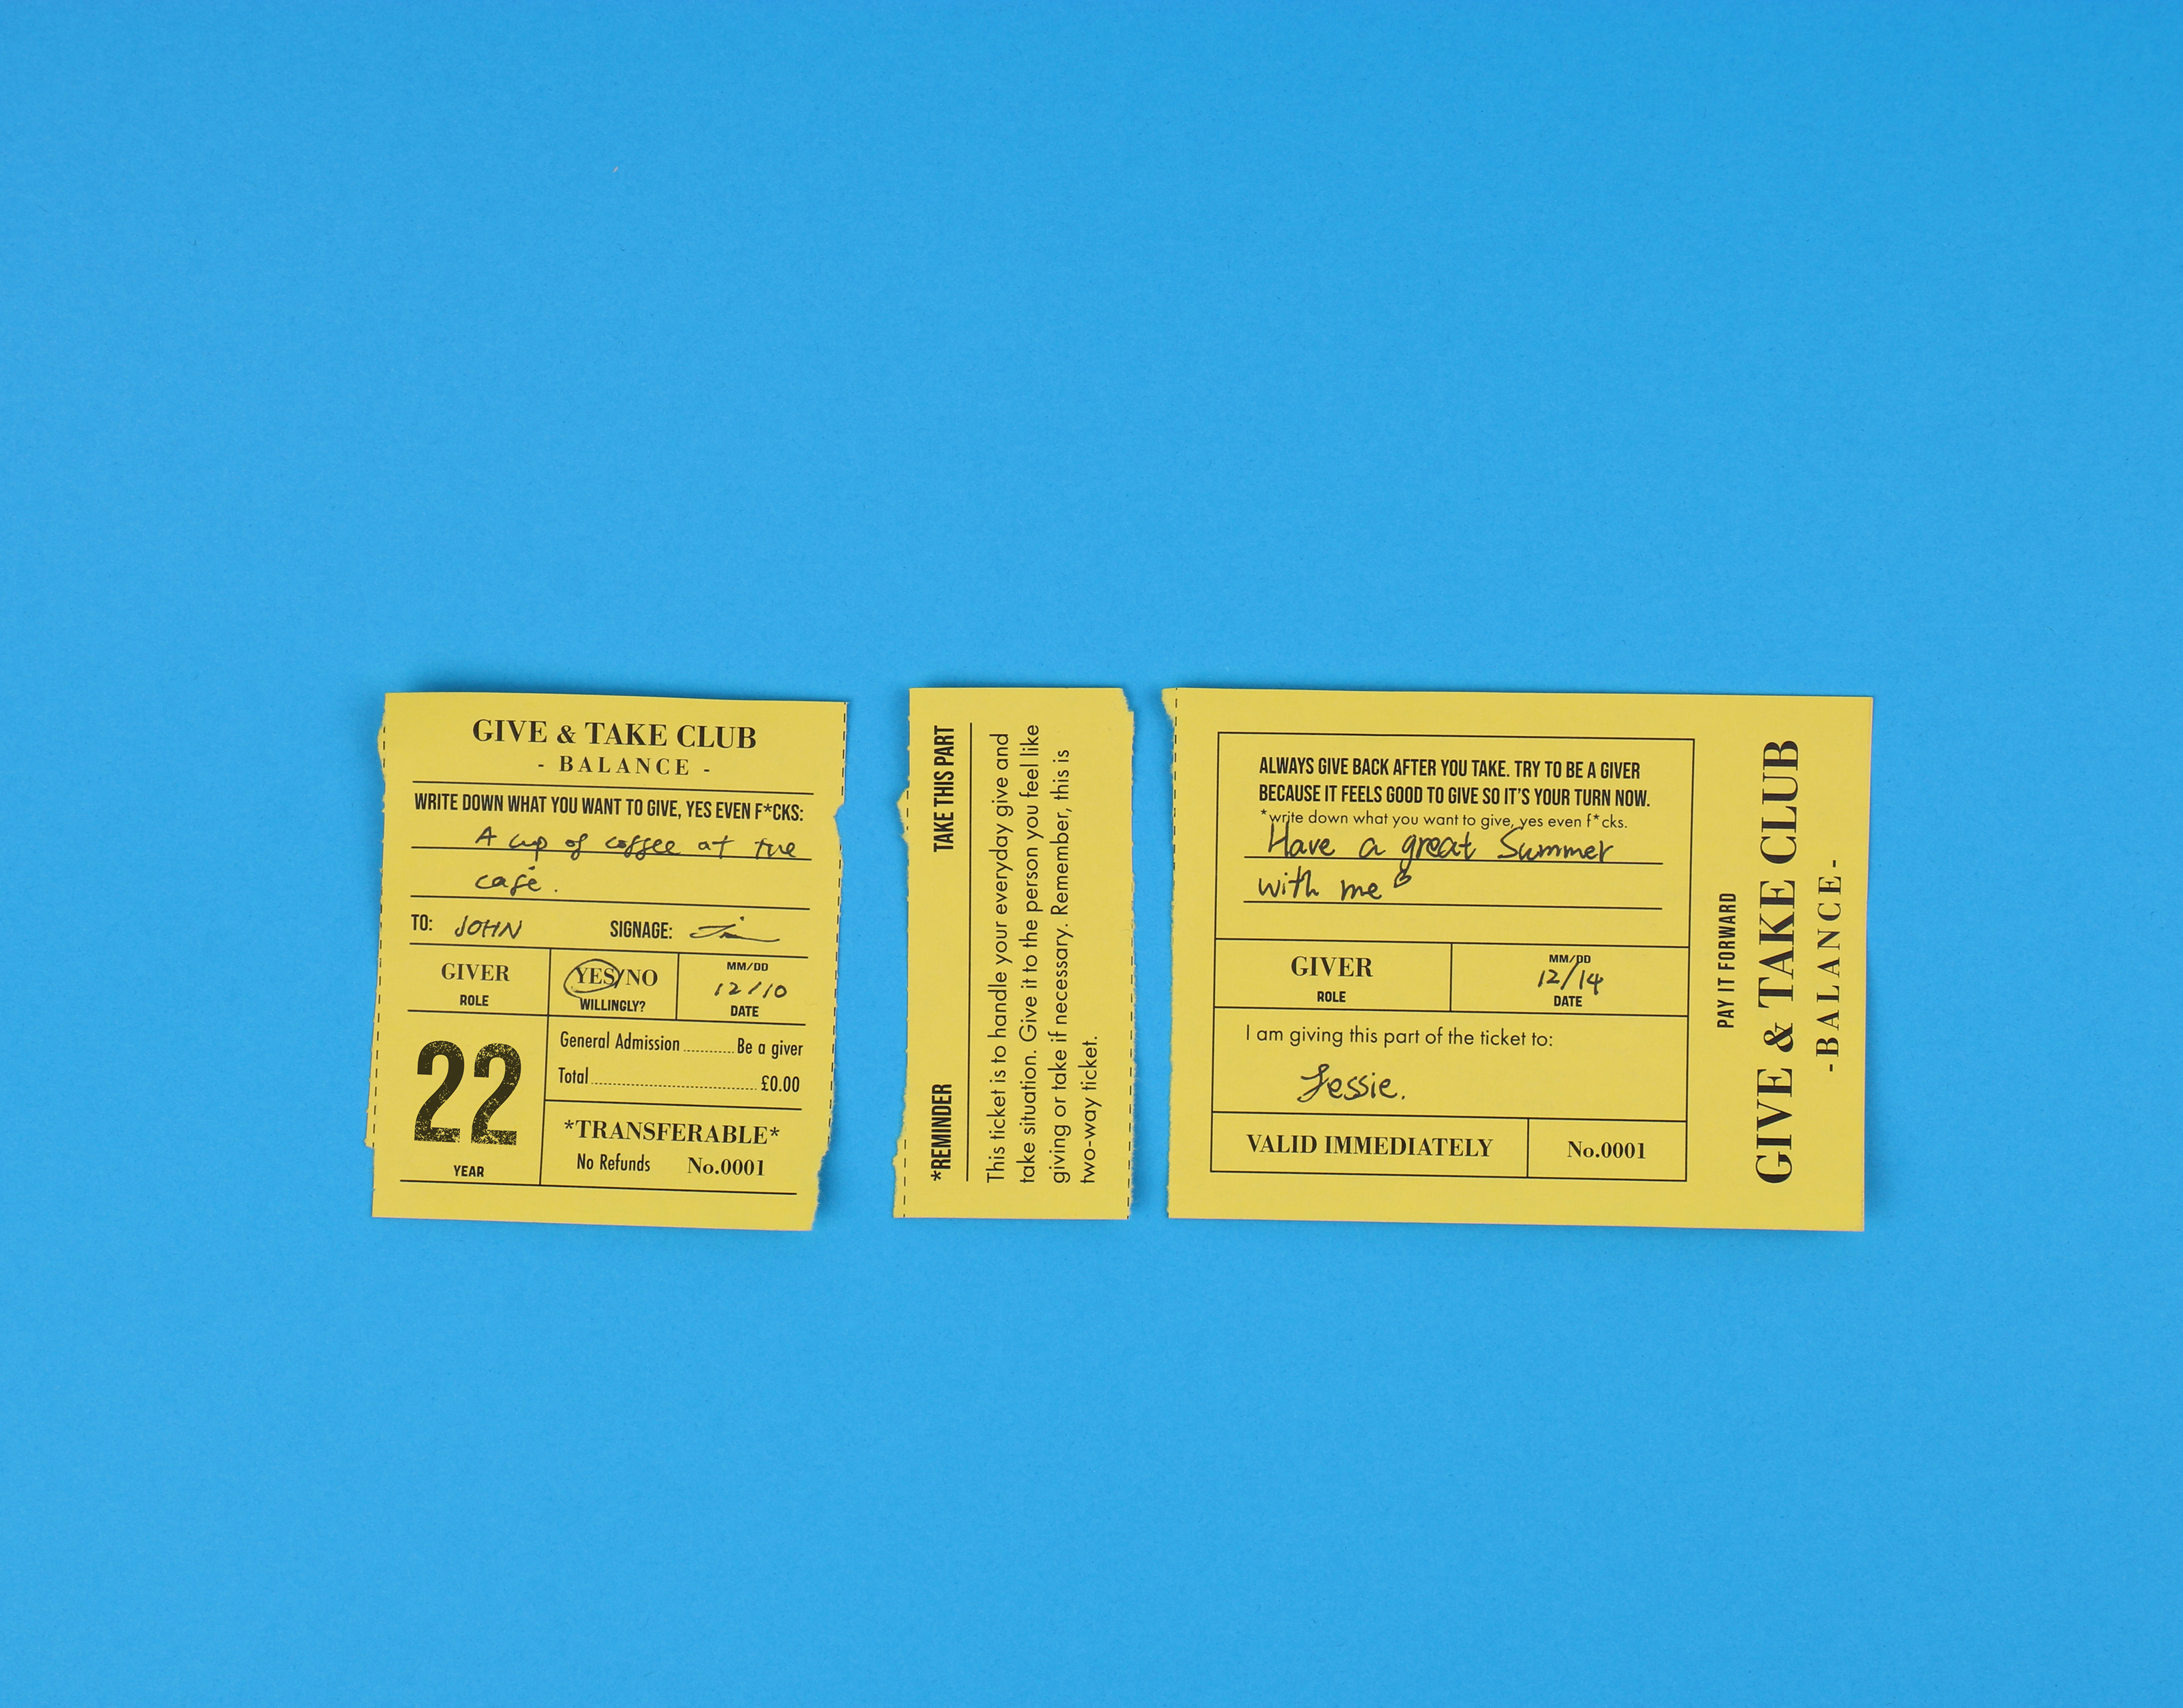 GIVE & TAKE CLUB
- BALANCE -
WRITE DOWN WHAT YOU WANT TO GIVE, YES EVEN F*CKS:
A cup of coffee at the
cafe.
TO: JOHN SIGNAGE:
GIVER
ROLE
YES/NO
WILLINGLY?
MM/DD
12/10
DATE
22
YEAR
General Admission..........Be a giver
Total..........£0.00
*TRANSFERABLE*
No Refunds No.0001
*REMINDER TAKE THIS PART
This ticket is to handle your everyday give and
take situation. Give it to the person you feel like
giving or take if necessary. Remember, this is
two-way ticket.
ALWAYS GIVE BACK AFTER YOU TAKE. TRY TO BE A GIVER
BECAUSE IT FEELS GOOD TO GIVE SO IT'S YOUR TURN NOW.
*write down what you want to give, yes even f*cks.
Have a great Summer
with me
GIVER
ROLE
MM/DD
12/14
DATE
I am giving this part of the ticket to:
Jessie.
VALID IMMEDIATELY
No.0001
PAY IT FORWARD
GIVE & TAKE CLUB
-BALANCE-